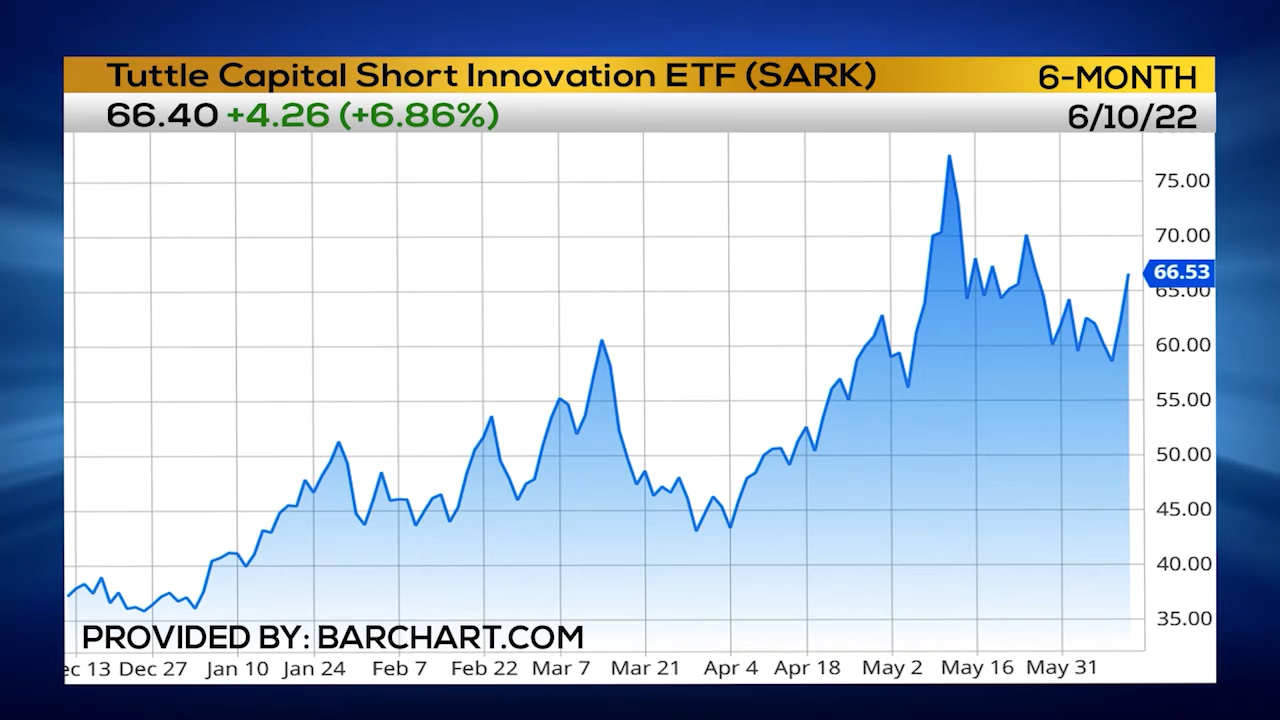 Tuttle Capital Short Innovation ETF (SARK) 6-MONTH
66.40 +4.26 (+6.86%) 6/10/22
75.00
70.00
66.53
65.00
60.00
55.00
50.00
45.00
40.00
35.00
PROVIDED BY: BARCHART.COM
ec 13 Dec 27 Jan 10 Jan 24 Feb 7 Feb 22 Mar 7 Mar 21 Apr 4 Apr 18 May 2 May 16 May 31